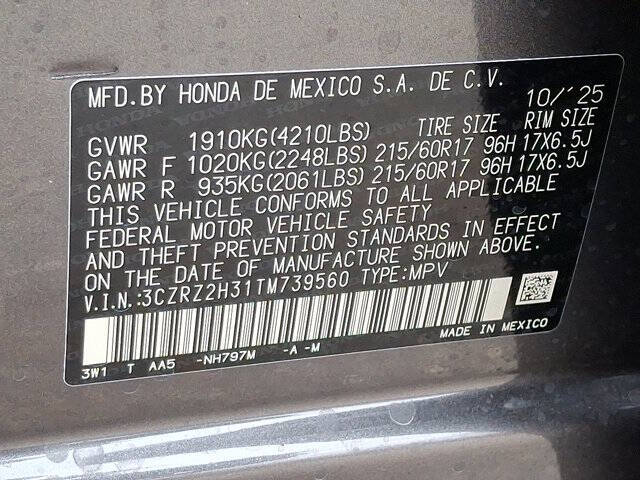 MFD.BY HONDA DE MEXICO S.A. DE C.V. 10/'25
GVWR 1910KG(4210LBS) TIRE SIZE RIM SIZE
GAWR F 1020KG(2248LBS) 215/60R17 96H 17X6.5J
GAWR R 935KG(2061LBS) 215/60R17 96H 17X6.5J
THIS VEHICLE CONFORMS TO ALL APPLICABLE
FEDERAL MOTOR VEHICLE SAFETY
AND THEFT PREVENTION STANDARDS IN EFFECT
ON THE DATE OF MANUFACTURE SHOWN ABOVE.
V.I.N.:3CZRZ2H31TM739560 TYPE:MPV
MADE IN MEXICO
3W1 T AA5 -NH797M -A -M